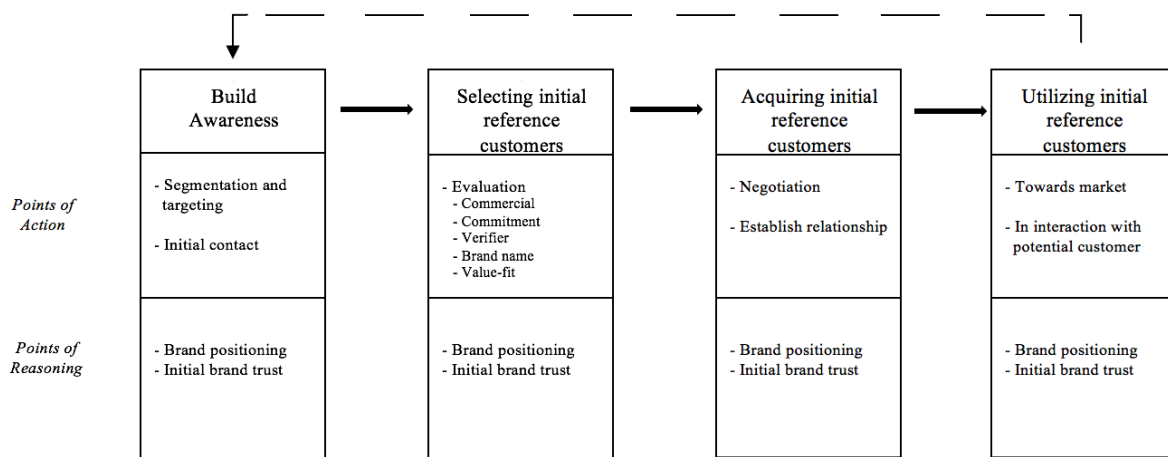 Build
Awareness
Selecting initial
reference
customers
Acquiring initial
reference
customers
Utilizing initial
reference
customers
Points of
Action
- Segmentation and
targeting
- Initial contact
- Evaluation
- Commercial
- Commitment
- Verifier
- Brand name
- Value-fit
- Negotiation
- Establish relationship
- Towards market
- In interaction with
potential customer
Points of
Reasoning
- Brand positioning
- Initial brand trust
- Brand positioning
- Initial brand trust
- Brand positioning
- Initial brand trust
- Brand positioning
- Initial brand trust